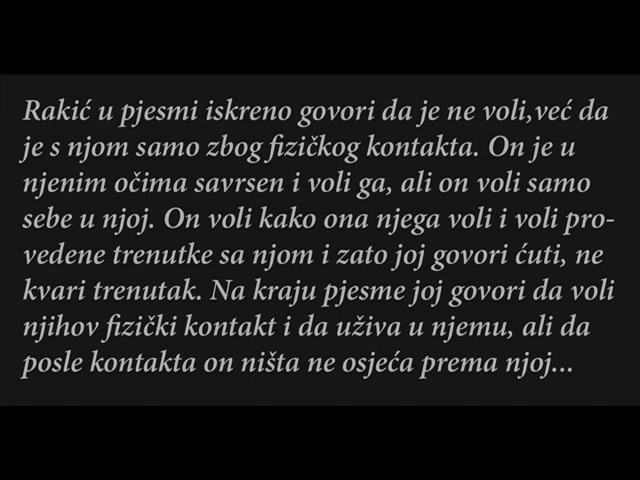 Rakić u pjesmi iskreno govori da je ne voli,već da
je s njom samo zbog fizičkog kontakta. On je u
njenim očima savrsen i voli ga, ali on voli samo
sebe u njoj. On voli kako ona njega voli i voli pro-
vedene trenutke sa njom i zato joj govori ćuti, ne
kvari trenutak. Na kraju pjesme joj govori da voli
njihov fizički kontakt i da uživa u njemu, ali da
posle kontakta on ništa ne osjeća prema njoj...